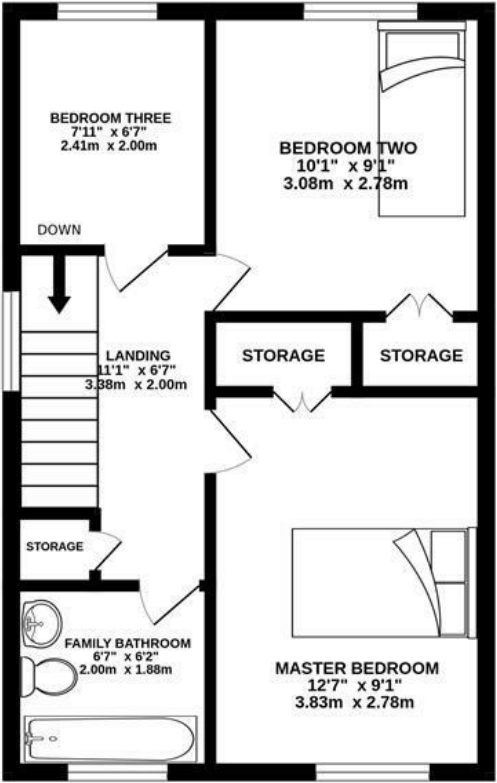 BEDROOM THREE
7'11" x 6'7"
2.41m x 2.00m
BEDROOM TWO
10'1" x 9'1"
3.08m x 2.78m
DOWN
LANDING
11'1" x 6'7"
3.38m x 2.00m
STORAGE
STORAGE
STORAGE
FAMILY BATHROOM
6'7" x 6'2"
2.00m x 1.88m
MASTER BEDROOM
12'7" x 9'1"
3.83m x 2.78m